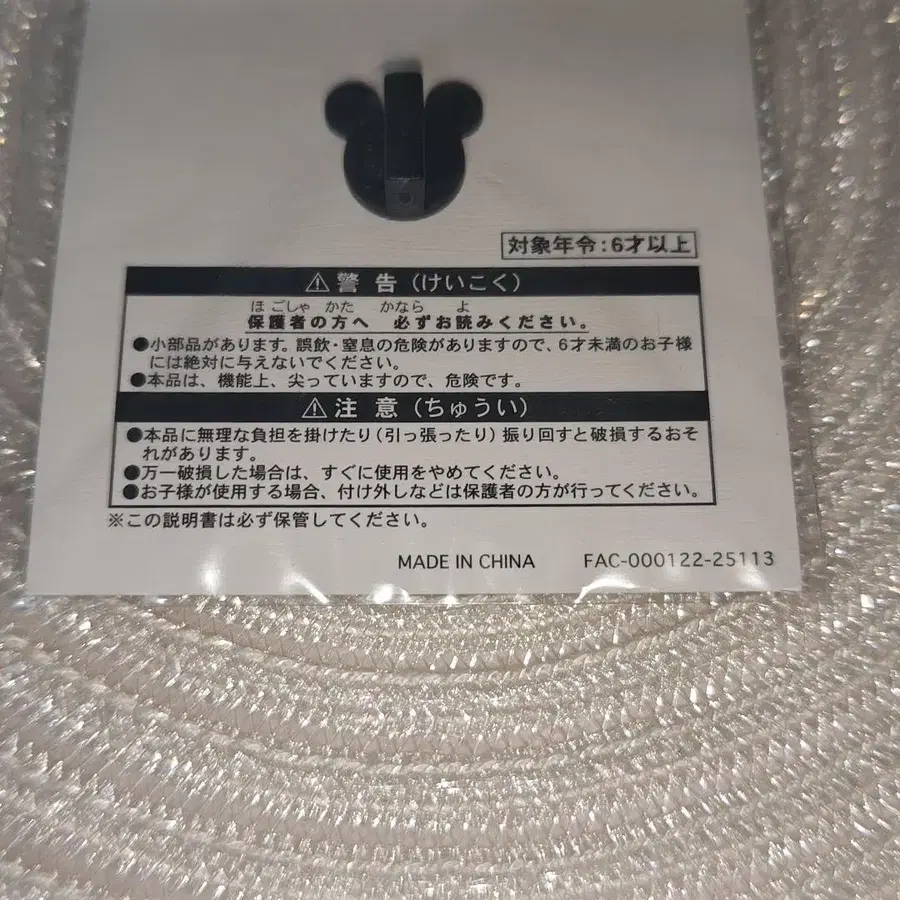 対象年令:6才以上
⚠警告(けいこく)
ほごしゃ かた かなら よ
保護者の方へ 必ずお読みください。
●小部品があります。誤飲・窒息の危険がありますので、6才未満のお子様
には絶対に与えないでください。
●本品は、機能上、尖っていますので、危険です。
⚠注意(ちゅうい)
●本品に無理な負担を掛けたり(引っ張ったり)振り回すと破損するおそ
れがあります。
●万一破損した場合は、すぐに使用をやめてください。
●お子様が使用する場合、付け外しなどは保護者の方が行ってください。
※この説明書は必ず保管してください。
MADE IN CHINA FAC-000122-25113